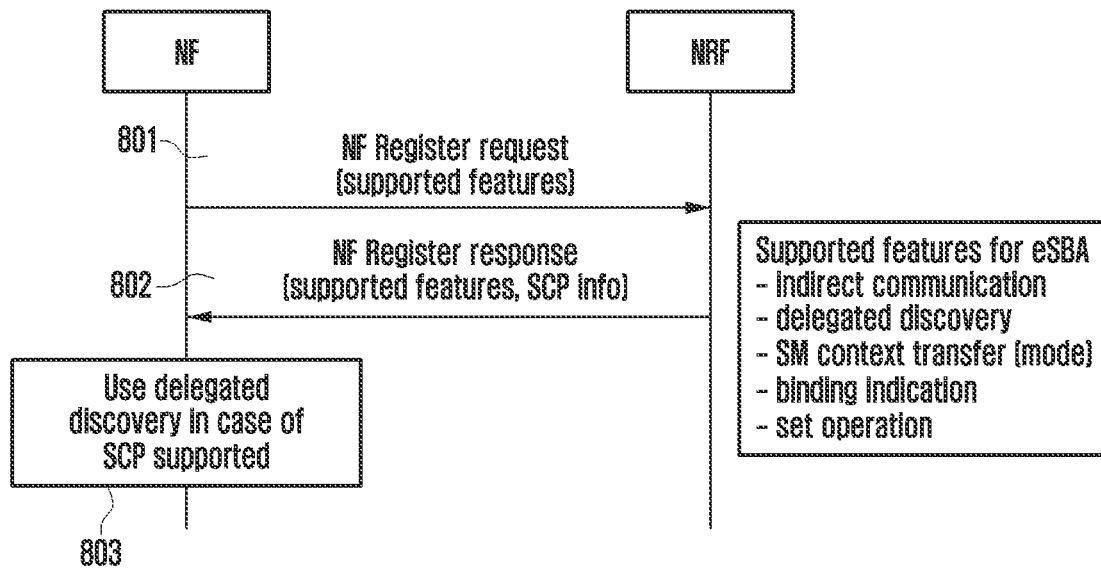 NF
NRF
801
NF Register request
(supported features)
802
NF Register response
(supported features, SCP info)
Supported features for eSBA
- indirect communication
- delegated discovery
- SM context transfer (mode)
- binding indication
- set operation
Use delegated
discovery in case of
SCP supported
803